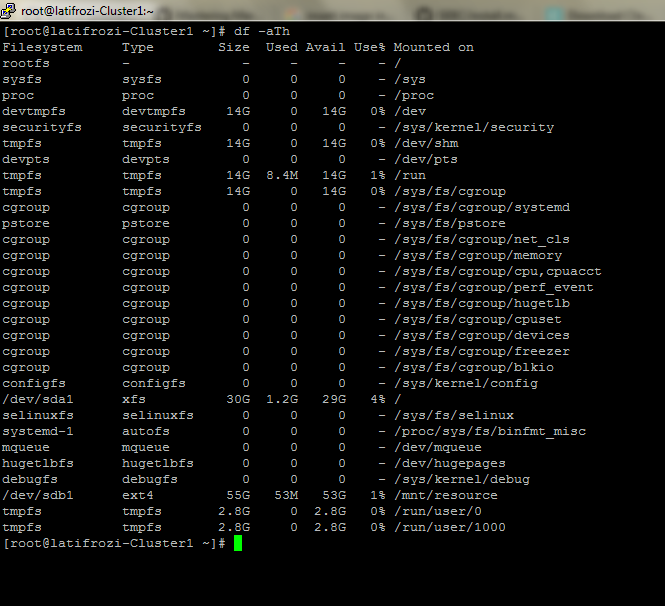 root@latifrozi-Cluster1:~
[root@latifrozi-Cluster1 ~]# df -aTh
Filesystem     Type        Size  Used Avail Use% Mounted on
rootfs         -              -     -     -    - /
sysfs          sysfs          0     0     0    - /sys
proc           proc           0     0     0    - /proc
devtmpfs       devtmpfs     14G     0   14G   0% /dev
securityfs     securityfs     0     0     0    - /sys/kernel/security
tmpfs          tmpfs        14G     0   14G   0% /dev/shm
devpts         devpts         0     0     0    - /dev/pts
tmpfs          tmpfs        14G  8.4M   14G   1% /run
tmpfs          tmpfs        14G     0   14G   0% /sys/fs/cgroup
cgroup         cgroup         0     0     0    - /sys/fs/cgroup/systemd
pstore         pstore         0     0     0    - /sys/fs/pstore
cgroup         cgroup         0     0     0    - /sys/fs/cgroup/net_cls
cgroup         cgroup         0     0     0    - /sys/fs/cgroup/memory
cgroup         cgroup         0     0     0    - /sys/fs/cgroup/cpu,cpuacct
cgroup         cgroup         0     0     0    - /sys/fs/cgroup/perf_event
cgroup         cgroup         0     0     0    - /sys/fs/cgroup/hugetlb
cgroup         cgroup         0     0     0    - /sys/fs/cgroup/cpuset
cgroup         cgroup         0     0     0    - /sys/fs/cgroup/devices
cgroup         cgroup         0     0     0    - /sys/fs/cgroup/freezer
cgroup         cgroup         0     0     0    - /sys/fs/cgroup/blkio
configfs       configfs       0     0     0    - /sys/kernel/config
/dev/sda1      xfs          30G  1.2G   29G   4% /
selinuxfs      selinuxfs      0     0     0    - /sys/fs/selinux
systemd-1      autofs         0     0     0    - /proc/sys/fs/binfmt_misc
mqueue         mqueue         0     0     0    - /dev/mqueue
hugetlbfs      hugetlbfs      0     0     0    - /dev/hugepages
debugfs        debugfs        0     0     0    - /sys/kernel/debug
/dev/sdb1      ext4         55G   53M   53G   1% /mnt/resource
tmpfs          tmpfs       2.8G     0  2.8G   0% /run/user/0
tmpfs          tmpfs       2.8G     0  2.8G   0% /run/user/1000
[root@latifrozi-Cluster1 ~]#